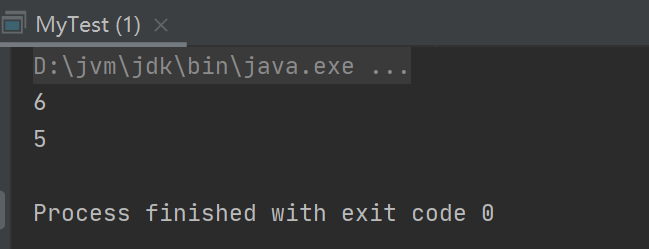 MyTest (1)
D:\jvm\jdk\bin\java.exe ...
6
5
Process finished with exit code 0